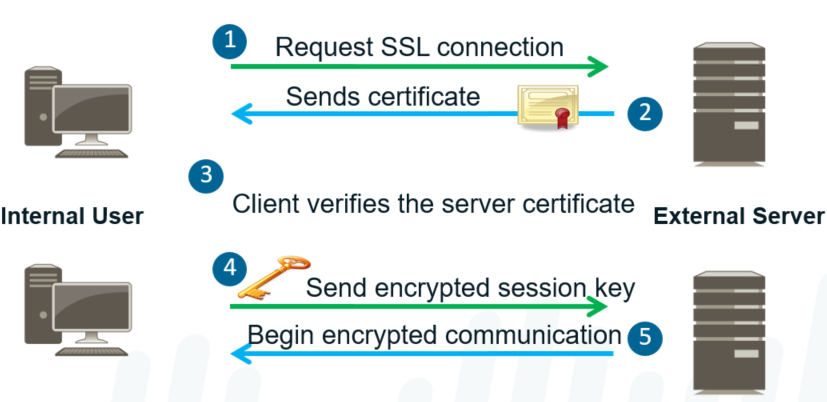 1
Request SSL connection
Sends certificate
2
3
Client verifies the server certificate
Internal User
External Server
4
Send encrypted session key
Begin encrypted communication
5